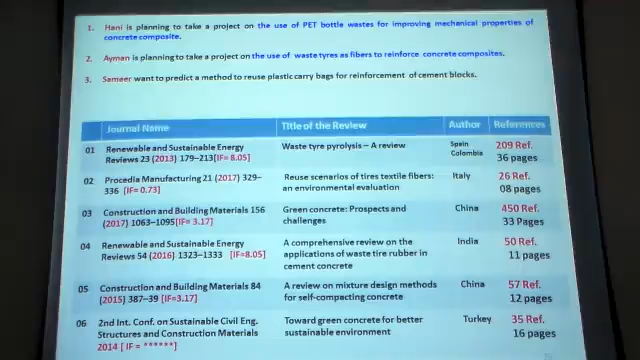 1. Hani is planning to take a project on the use of PET bottle wastes for improving mechanical properties of
concrete composite.
2. Ayman is planning to take a project on the use of waste tyres as fibers to reinforce concrete composites.
3. Sameer want to predict a method to reuse plastic carry bags for reinforcement of cement blocks.
Journal Name Title of the Review Author References
01 Renewable and Sustainable Energy Waste tyre pyrolysis – A review Spain 209 Ref.
Reviews 23 (2013) 179–213[IF= 8.05] Colombia 36 pages
02 Procedia Manufacturing 21 (2017) 329– Reuse scenarios of tires textile fibers: Italy 26 Ref.
336 [IF= 0.73] an environmental evaluation 08 pages
03 Construction and Building Materials 156 Green concrete: Prospects and China 450 Ref.
(2017) 1063–1095[IF= 3.17] challenges 33 Pages
04 Renewable and Sustainable Energy A comprehensive review on the India 50 Ref.
Reviews 54 (2016) 1323–1333 [IF=8.05] applications of waste tire rubber in 11 pages
cement concrete
05 Construction and Building Materials 84 A review on mixture design methods China 57 Ref.
(2015) 387–39 [IF=3.17] for self-compacting concrete 12 pages
06 2nd Int. Conf. on Sustainable Civil Eng. Toward green concrete for better Turkey 35 Ref.
Structures and Construction Materials sustainable environment 16 pages
2014 [ IF = ******]